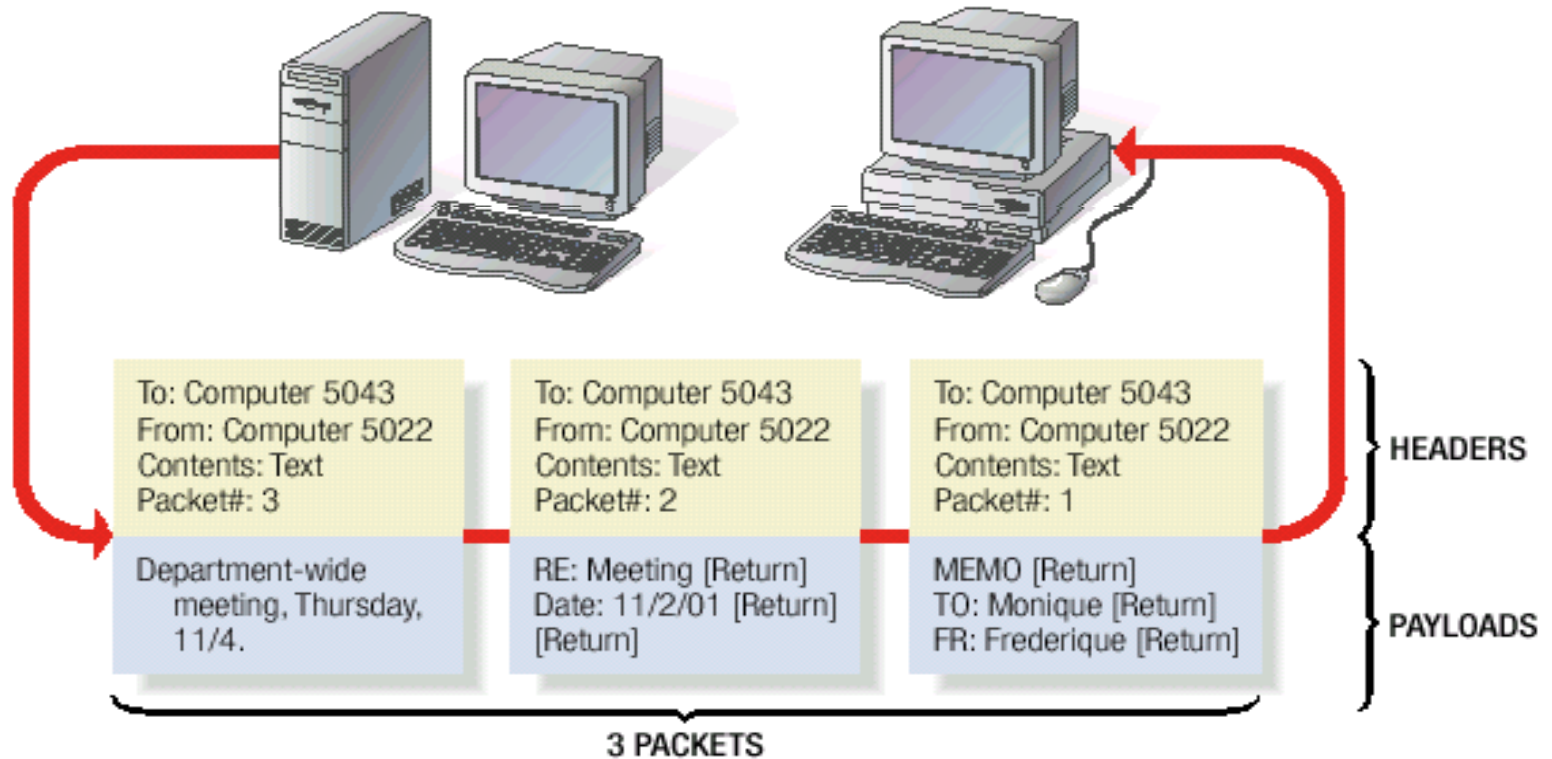 To: Computer 5043
From: Computer 5022
Contents: Text
Packet#: 3
Department-wide
meeting, Thursday,
11/4.
To: Computer 5043
From: Computer 5022
Contents: Text
Packet#: 2
RE: Meeting [Return]
Date: 11/2/01 [Return]
[Return]
To: Computer 5043
From: Computer 5022
Contents: Text
Packet#: 1
MEMO [Return]
TO: Monique [Return]
FR: Frederique [Return]
HEADERS
PAYLOADS
3 PACKETS